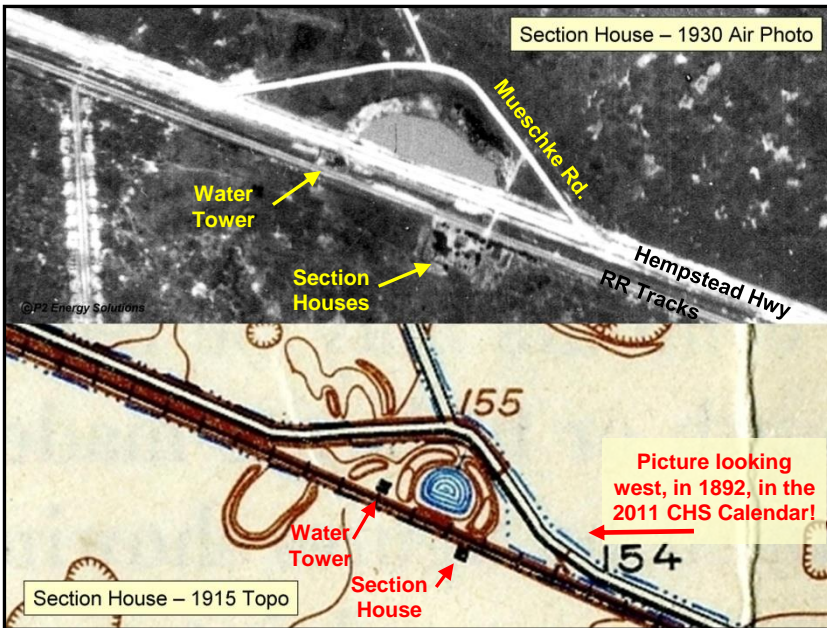 Section House – 1930 Air Photo
Mueschke Rd.
Water
Tower
Section
Houses
Hempstead Hwy
RR Tracks
©P2 Energy Solutions
155
Picture looking
west, in 1892, in the
2011 CHS Calendar!
Water
Tower
154
Section
House
Section House – 1915 Topo